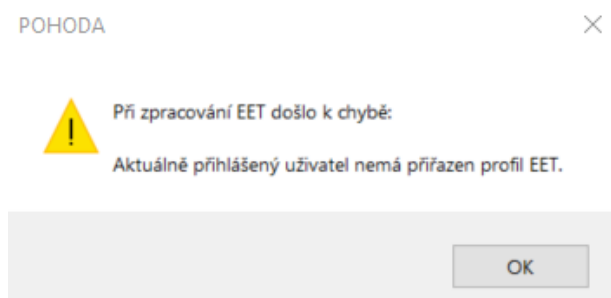 POHODA
Při zpracování EET došlo k chybě:
Aktuálně přihlášený uživatel nemá přiřazen profil EET.
OK